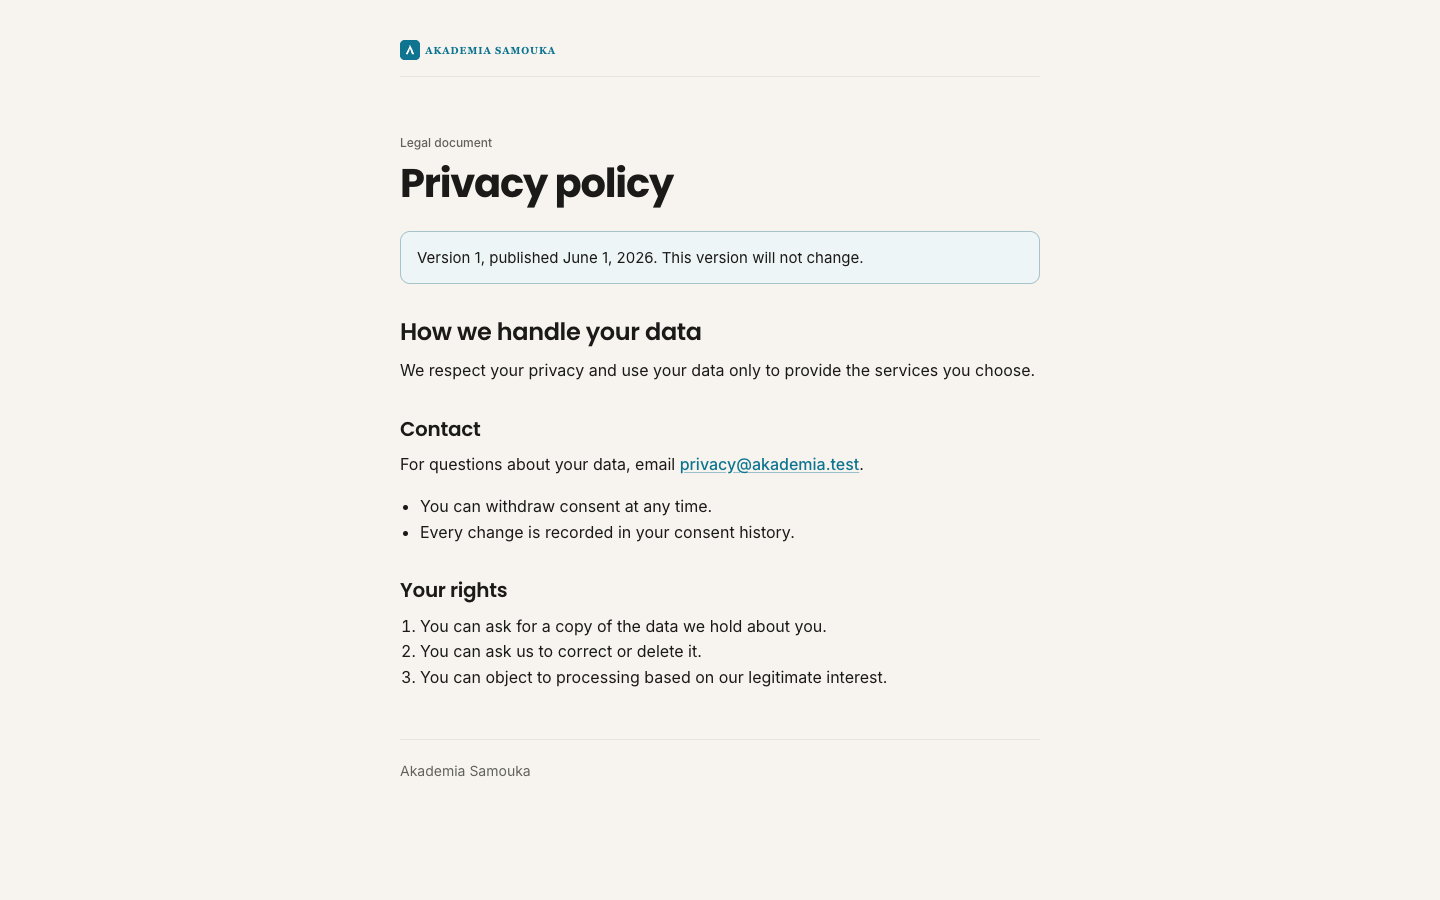 AKADEMIA SAMOUKA
Legal document
Privacy policy
Version 1, published June 1, 2026. This version will not change.
How we handle your data
We respect your privacy and use your data only to provide the services you choose.
Contact
For questions about your data, email privacy@akademia.test.
• You can withdraw consent at any time.
• Every change is recorded in your consent history.
Your rights
1. You can ask for a copy of the data we hold about you.
2. You can ask us to correct or delete it.
3. You can object to processing based on our legitimate interest.
Akademia Samouka